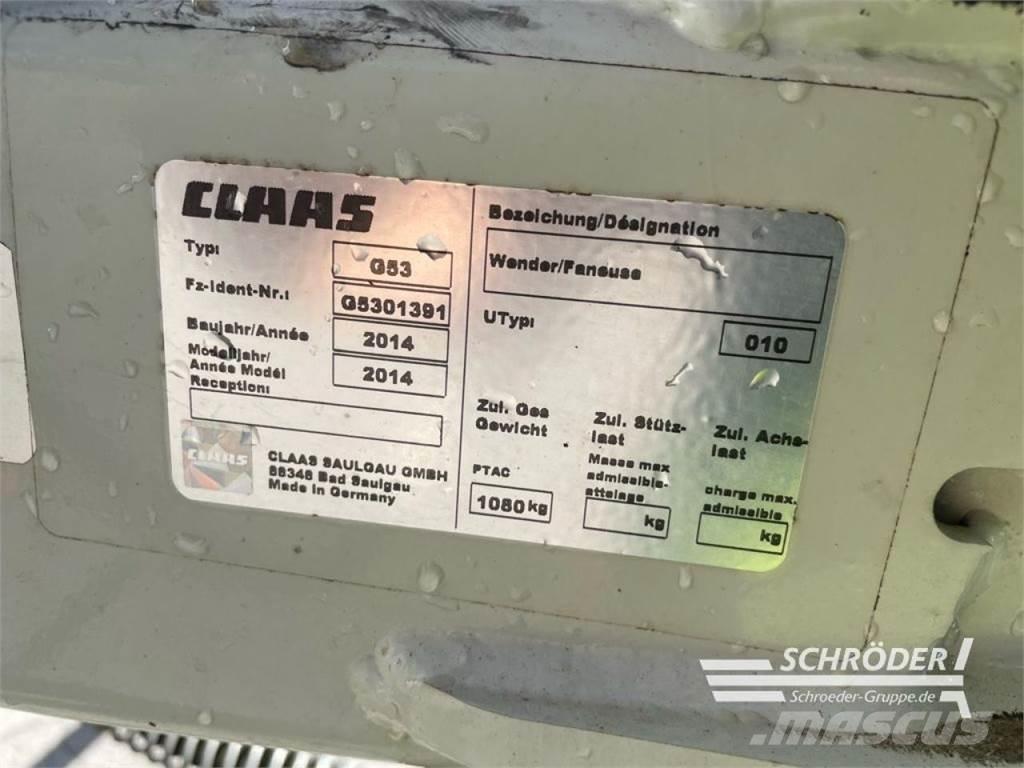 CLAAS
Typ: G53
Fz-Ident-Nr.: G5301391
Baujahr/Année 2014
Modelljahr/
Année Modèl 2014
Reception:
CLAAS
CLAAS SAULGAU GMBH
88348 Bad Saulgau
Made in Germany
Bezeichung/Désignation
Wender/Faneuse
UTyp: 010
Zul. Ges
Gewicht
PTAC
1080 kg
Zul. Stütz-
last
Masse max
admissible-
attelage
kg
Zul. Achs-
last
charge max.
admissible
kg
SCHRÖDER
Schroeder-Gruppe.de
mascus